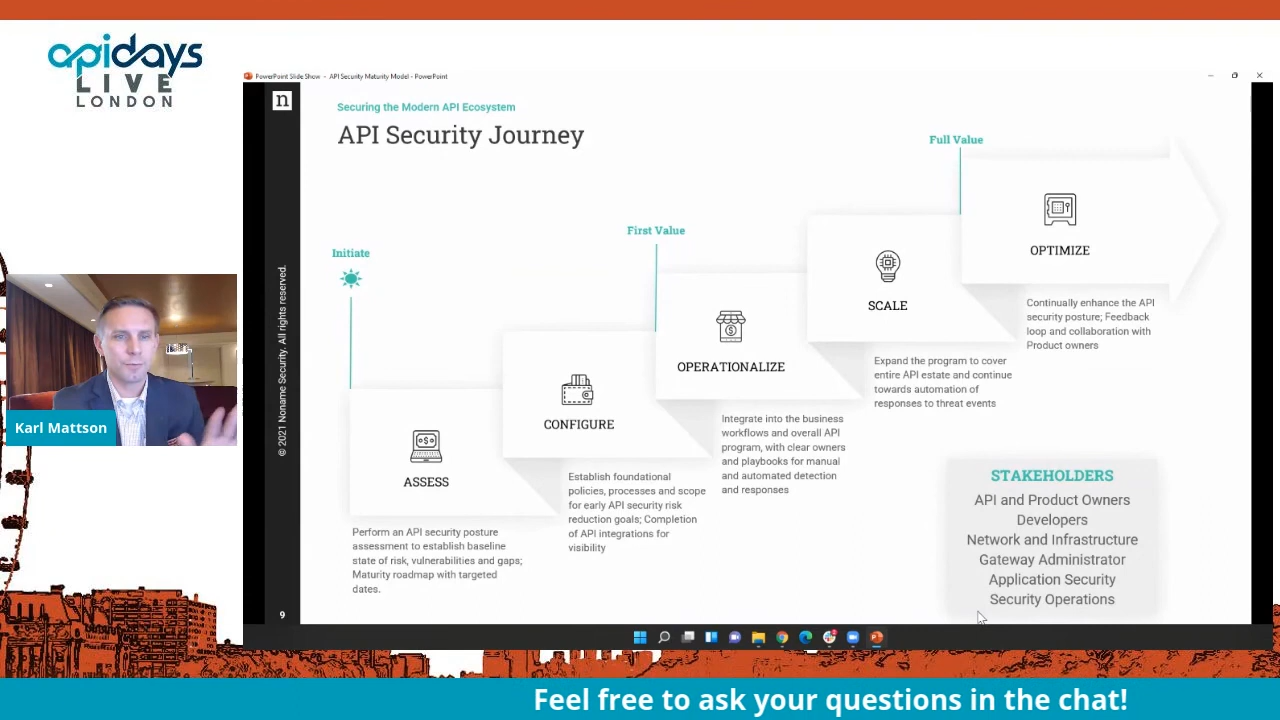 apidays
LIVE
LONDON
PowerPoint Slide Show - API Security Maturity Model - PowerPoint
n
Securing the Modern API Ecosystem
API Security Journey
Initiate
First Value
Full Value
ASSESS
Perform an API security posture
assessment to establish baseline
state of risk, vulnerabilities and gaps;
Maturity roadmap with targeted
dates.
CONFIGURE
Establish foundational
policies, processes and scope
for early API security risk
reduction goals; Completion
of API integrations for
visibility
OPERATIONALIZE
Integrate into the business
workflows and overall API
program, with clear owners
and playbooks for manual
and automated detection
and responses
SCALE
Expand the program to cover
entire API estate and continue
towards automation of
responses to threat events
OPTIMIZE
Continually enhance the API
security posture; Feedback
loop and collaboration with
Product owners
STAKEHOLDERS
API and Product Owners
Developers
Network and Infrastructure
Gateway Administrator
Application Security
Security Operations
© 2021 Noname Security. All rights reserved.
9
Karl Mattson
Feel free to ask your questions in the chat!